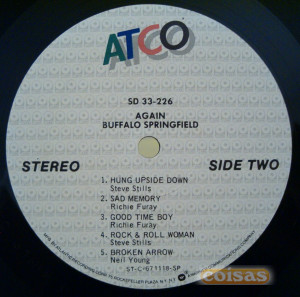 ATCO
SD 33-226
AGAIN
BUFFALO SPRINGFIELD
STEREO
SIDE TWO
1. HUNG UPSIDE DOWN
Steve Stills
2. SAD MEMORY
Richie Furay
3. GOOD TIME BOY
Richie Furay
4. ROCK & ROLL WOMAN
Steve Stills
5. BROKEN ARROW
Neil Young
ST-C-671118-SP
Coisas